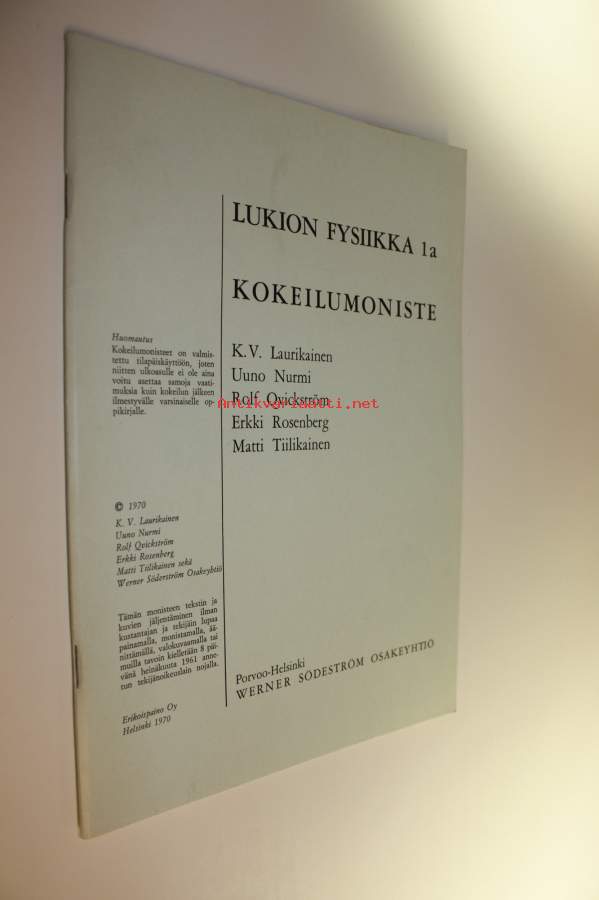 LUKION FYSIIKKA 1a
KOKEILUMONISTE
K.V. Laurikainen
Uuno Nurmi
Rolf Qvickström
Erkki Rosenberg
Matti Tiilikainen
Antikvariaatti.net
Porvoo-Helsinki
WERNER SÖDESTRÖM OSAKEYHTIÖ
Huomautus
Kokeilumonisteet on valmis-
tettu tilapäiskäyttöön, joten
niitten ulkoasulle ei ole aina
voitu asettaa samoja vaati-
muksia kuin kokeilun jälkeen
ilmestyvälle varsinaiselle op-
pikirjalle.
© 1970
K. V. Laurikainen
Uuno Nurmi
Rolf Qvickström
Erkki Rosenberg
Matti Tiilikainen sekä
Werner Söderström Osakeyhtiö
Tämän monisteen tekstin ja
kuvien jäljentäminen ilman
kustantajan ja tekijäin lupaa
painamalla, monistamalla, ää-
nittämällä, valokuvaamalla tai
muilla tavoin kielletään 8 päi-
vänä heinäkuuta 1961 anne-
tun tekijänoikeuslain nojalla.
Erikoispaino Oy
Helsinki 1970